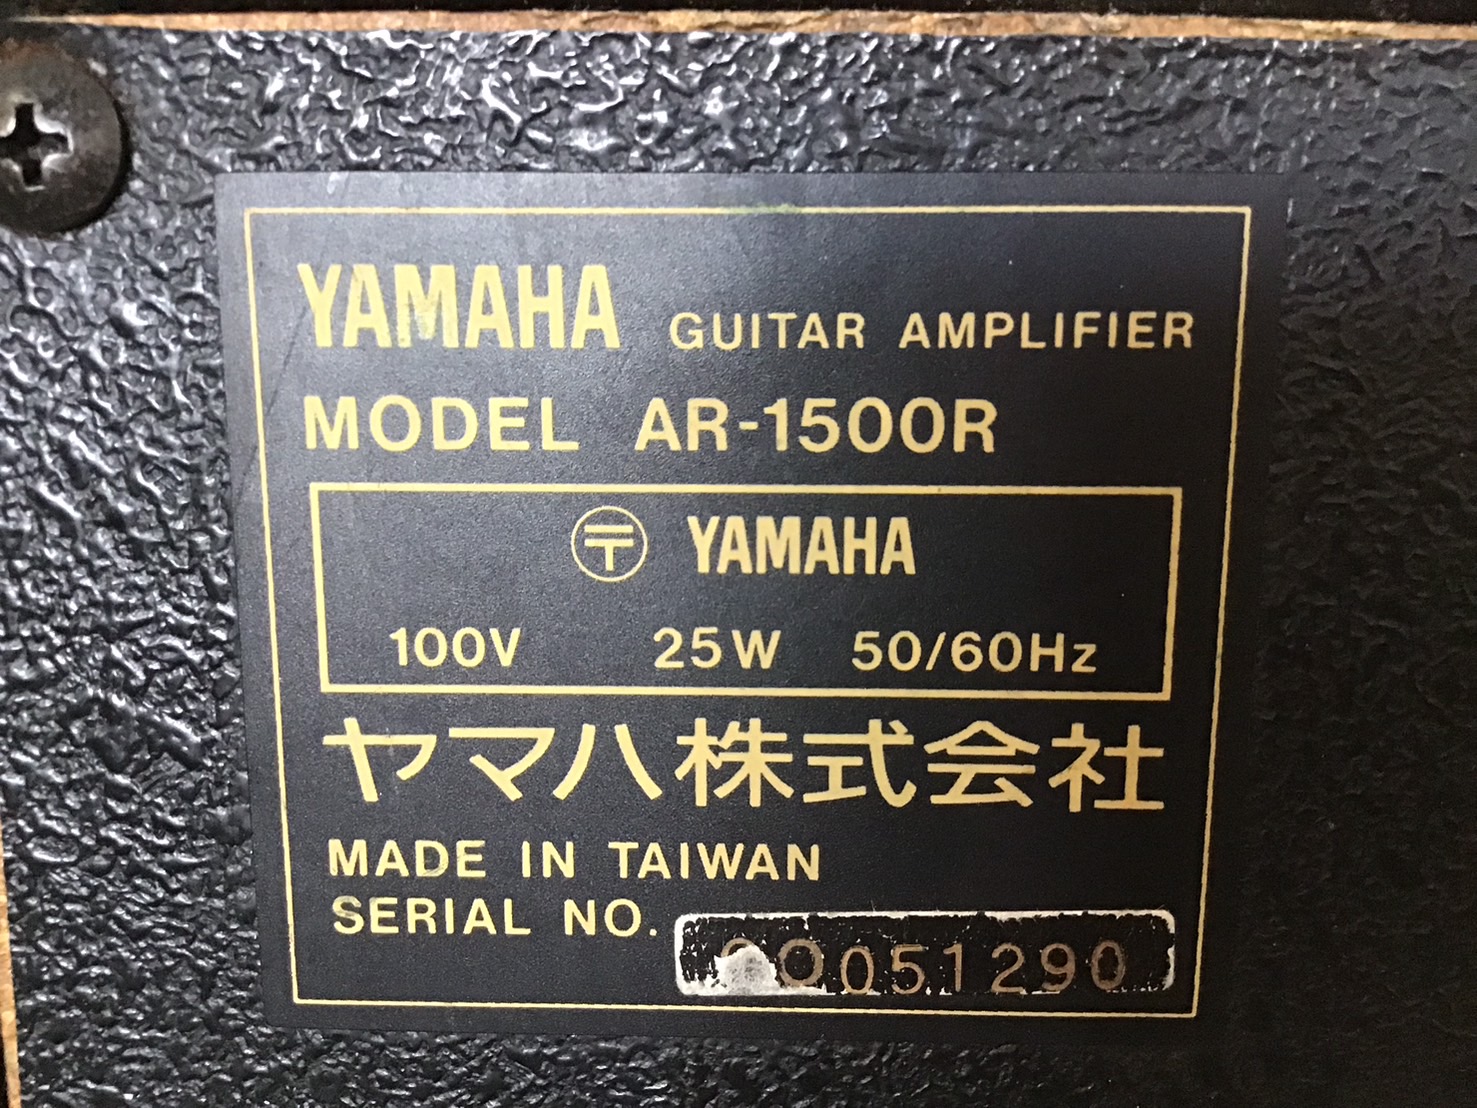 YAMAHA GUITAR AMPLIFIER
MODEL AR-1500R
〶 YAMAHA
100V 25W 50/60Hz
ヤマハ株式会社
MADE IN TAIWAN
SERIAL NO. OO051290